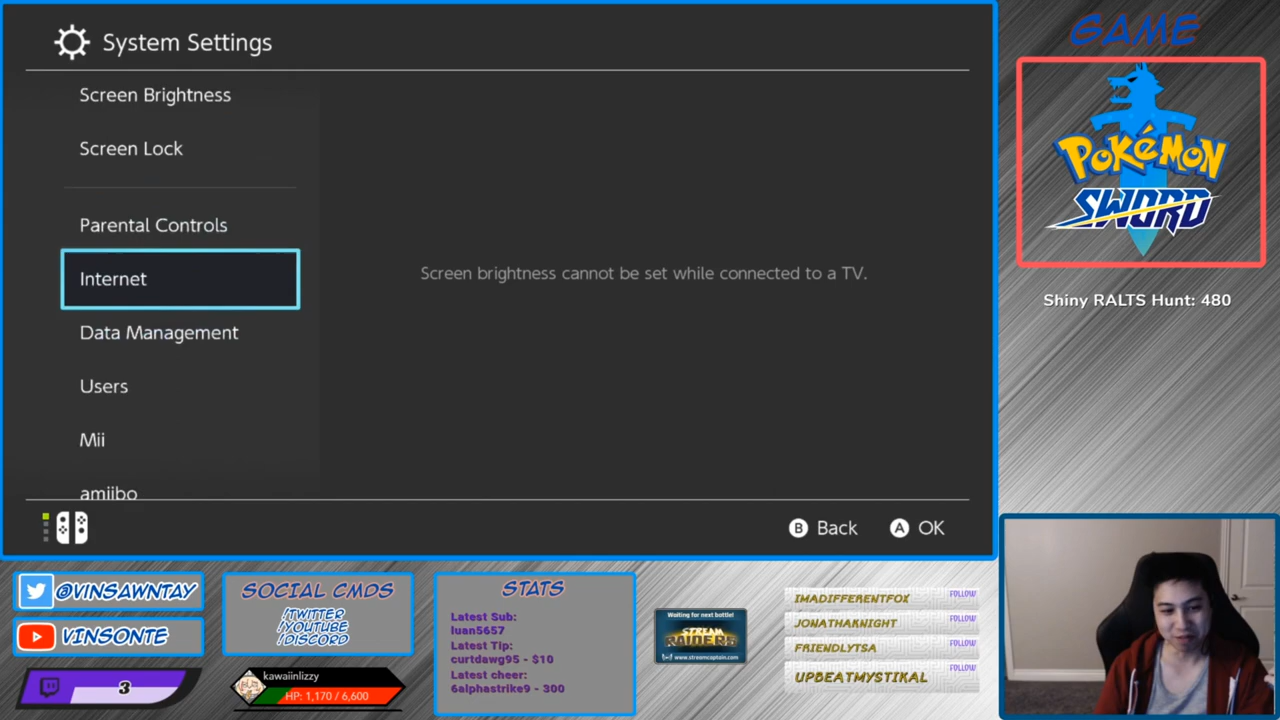 System Settings
Screen Brightness
Screen Lock
Parental Controls
Internet
Data Management
Users
Mii
amiibo
Screen brightness cannot be set while connected to a TV.
B Back A OK
GAME
POKéMON
SWORD
Shiny RALTS Hunt: 480
@VINSAWNTAY
VINSONTE
3
SOCIAL CMDS
!TWITTER
!YOUTUBE
!DISCORD
kawaiinlizzy
HP: 1,170 / 6,600
STATS
Latest Sub:
luan5657
Latest Tip:
curtdawg95 - $10
Latest cheer:
6alphastrike9 - 300
Waiting for next battle!
STREAM
RAIDERS
www.streamcaptain.com
IMADIFFERENTFOX FOLLOW
JONATHAKNIGHT FOLLOW
FRIENDLYTSA FOLLOW
UPBEATMYSTIKAL FOLLOW